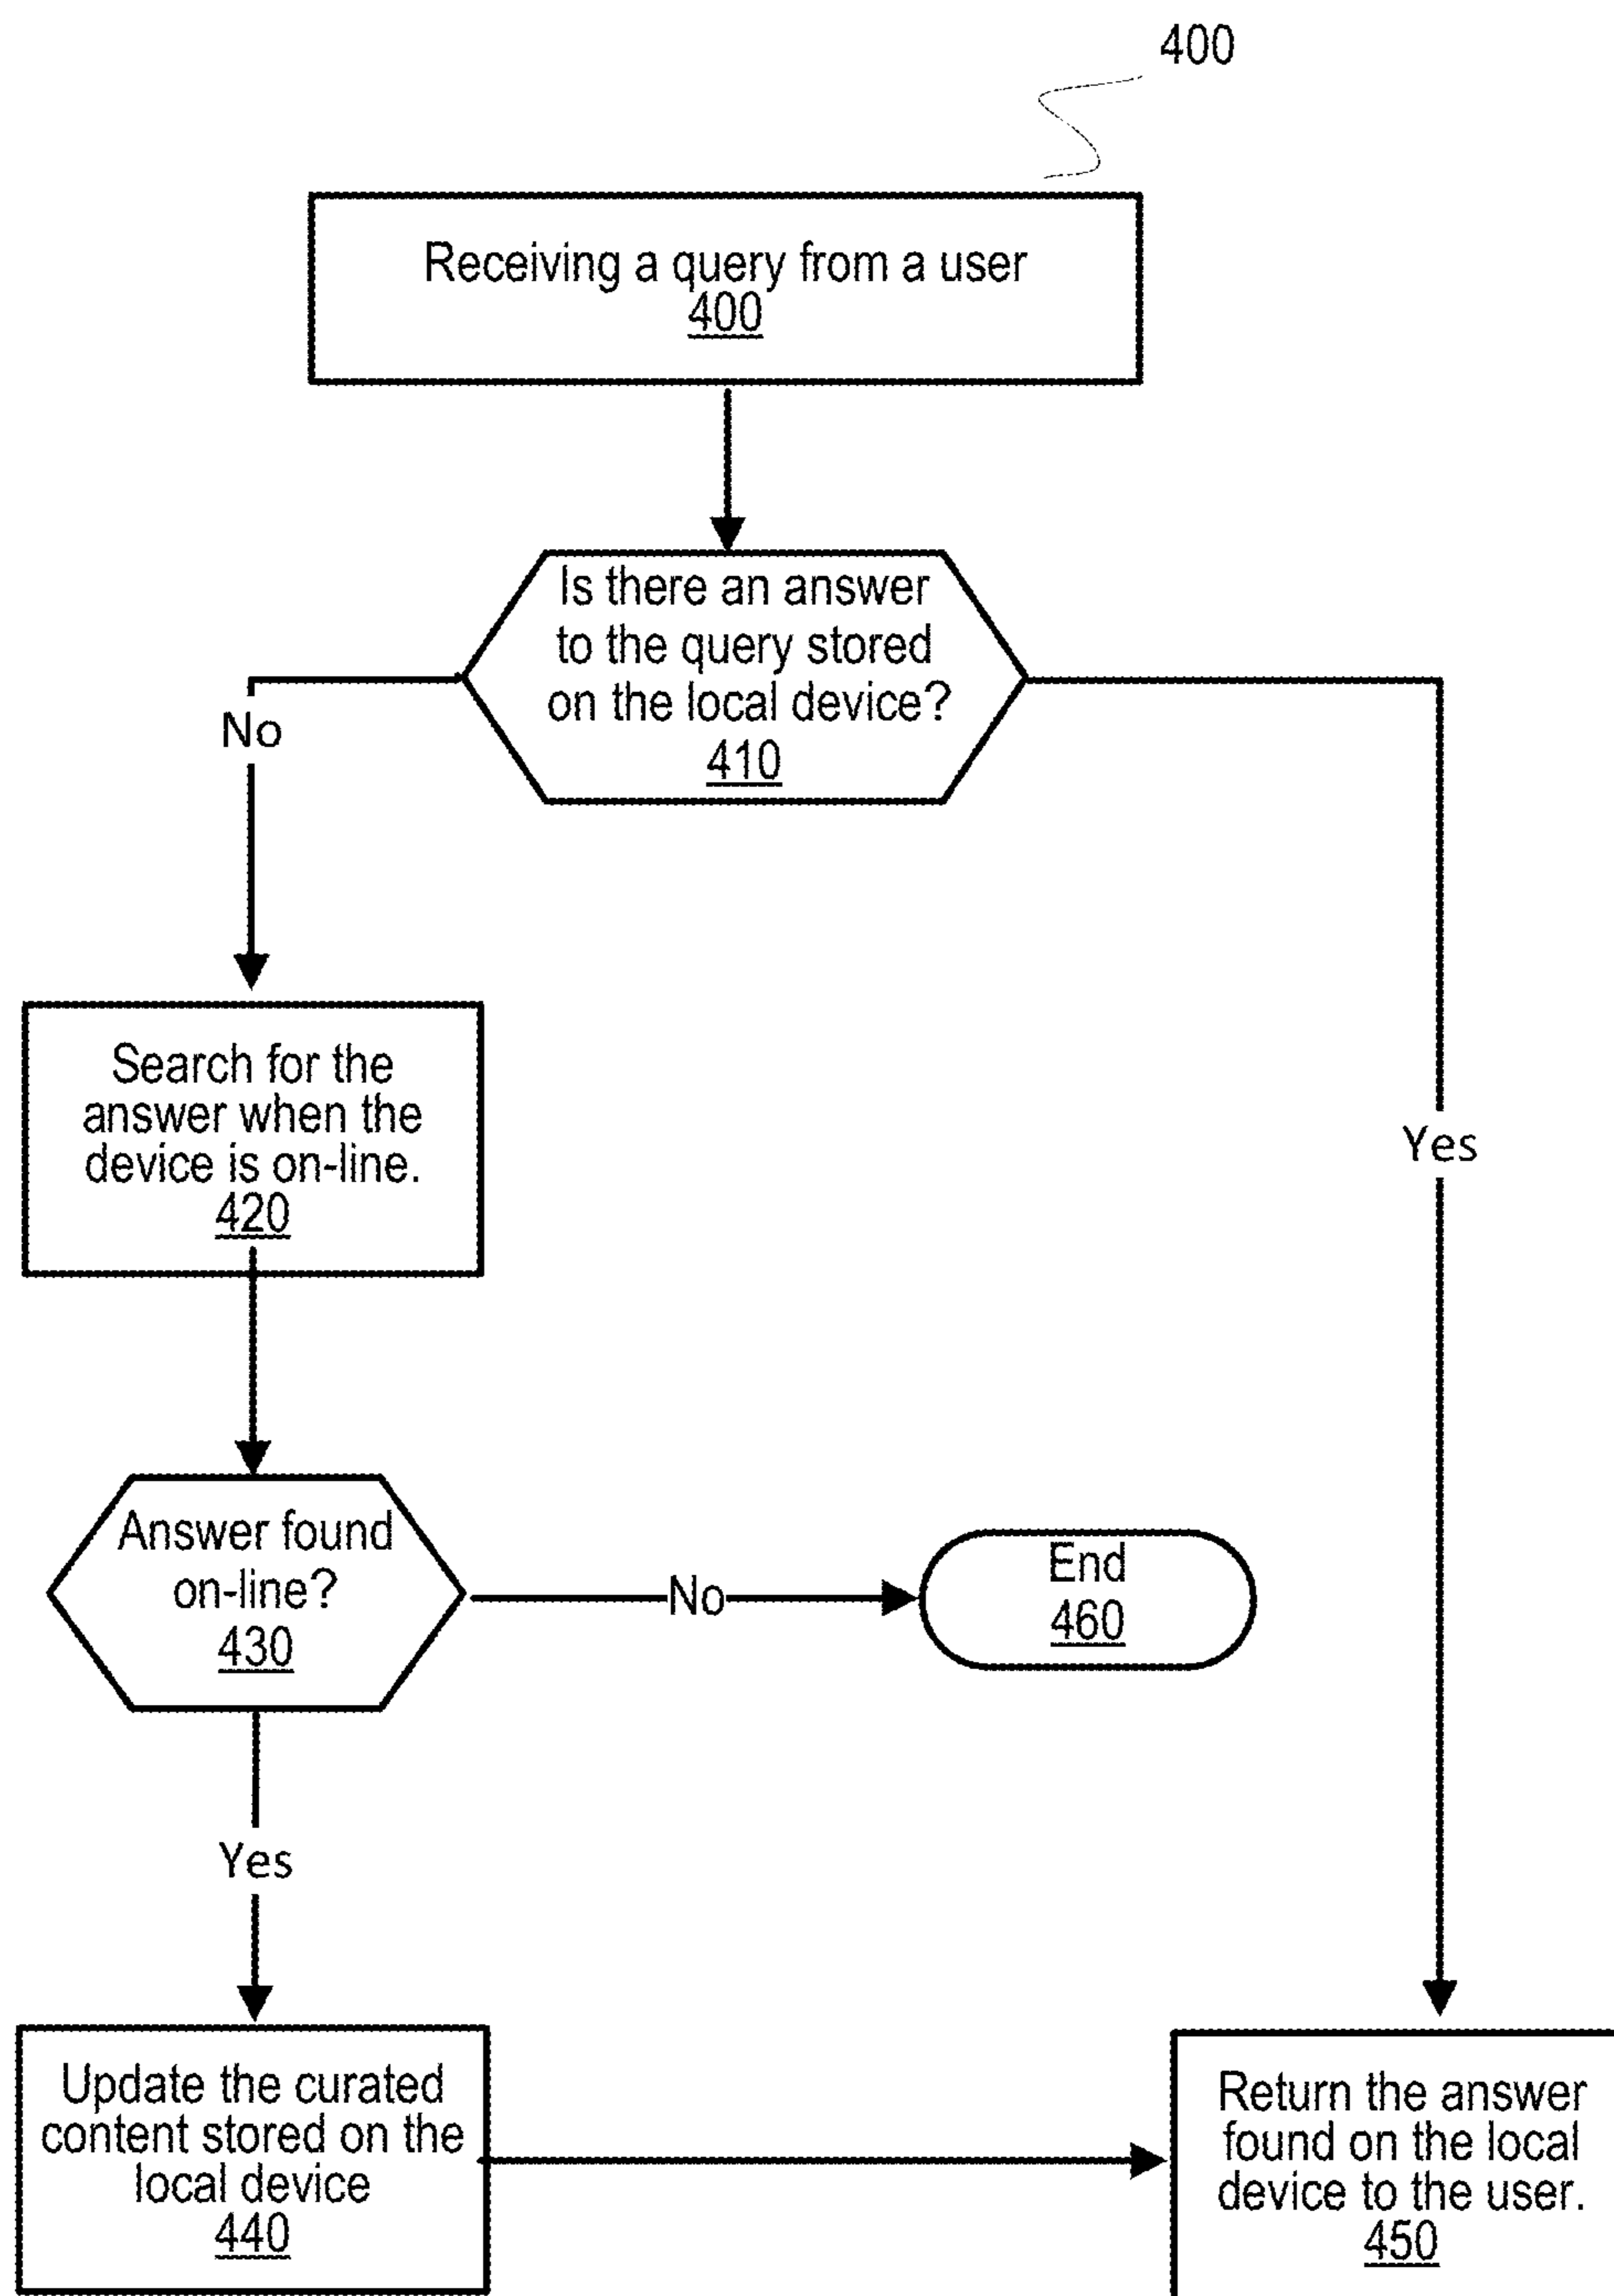 400
Receiving a query from a user
400
Is there an answer
to the query stored
on the local device?
410
No
Yes
Search for the
answer when the
device is on-line.
420
Answer found
on-line?
430
No
End
460
Yes
Update the curated
content stored on the
local device
440
Return the answer
found on the local
device to the user.
450